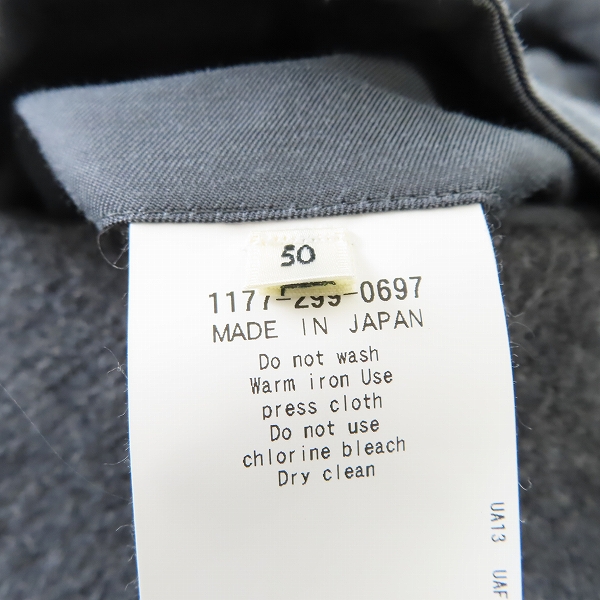 50
1177-299-0697
MADE IN JAPAN
Do not wash
Warm iron Use
press cloth
Do not use
chlorine bleach
Dry clean
UA13 UAF